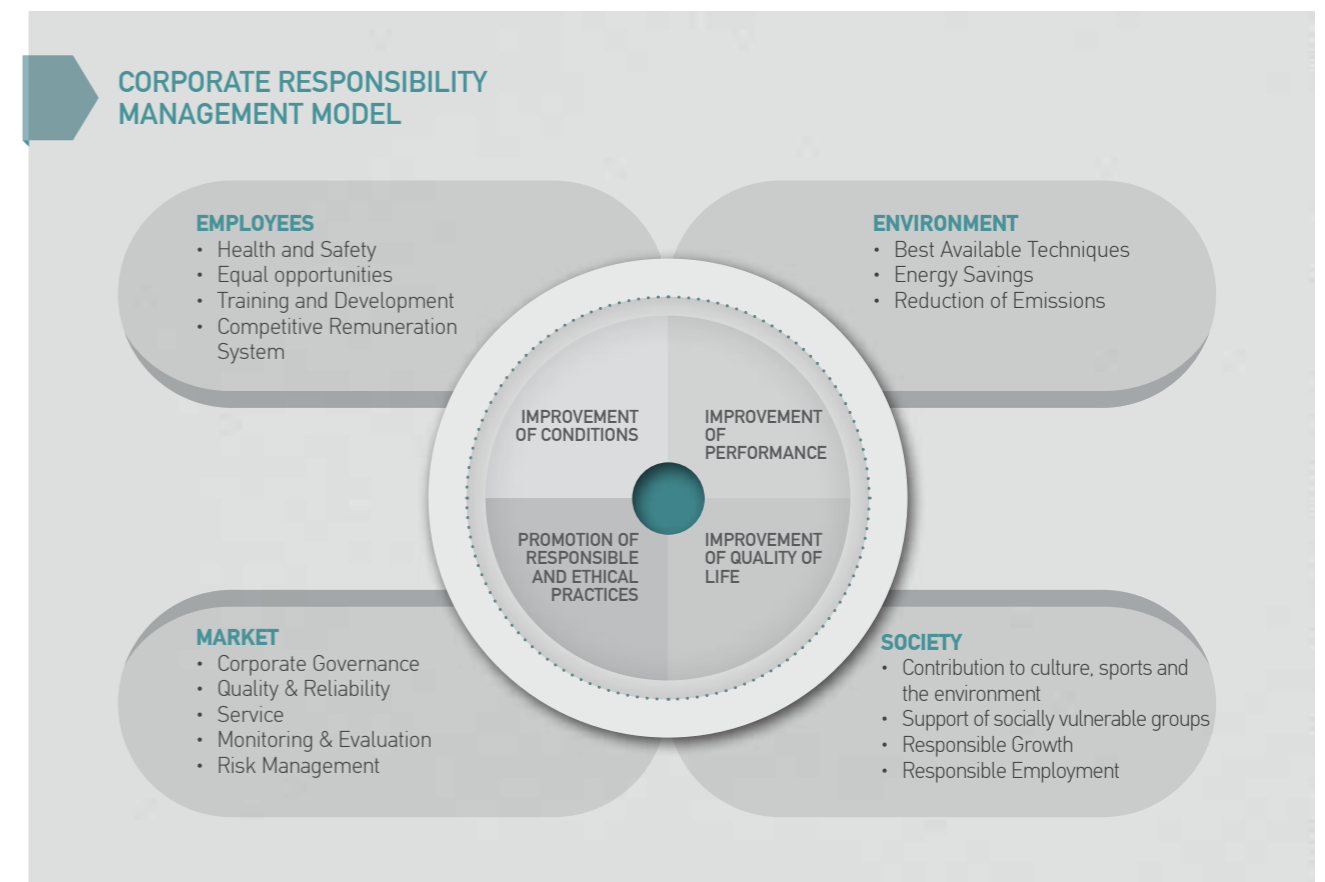 CORPORATE RESPONSIBILITY
MANAGEMENT MODEL
EMPLOYEES
• Health and Safety
• Equal opportunities
• Training and Development
• Competitive Remuneration
System
ENVIRONMENT
• Best Available Techniques
• Energy Savings
• Reduction of Emissions
IMPROVEMENT
OF CONDITIONS
IMPROVEMENT
OF
PERFORMANCE
PROMOTION OF
RESPONSIBLE
AND ETHICAL
PRACTICES
IMPROVEMENT
OF QUALITY OF
LIFE
MARKET
• Corporate Governance
• Quality & Reliability
• Service
• Monitoring & Evaluation
• Risk Management
SOCIETY
• Contribution to culture, sports and
the environment
• Support of socially vulnerable groups
• Responsible Growth
• Responsible Employment